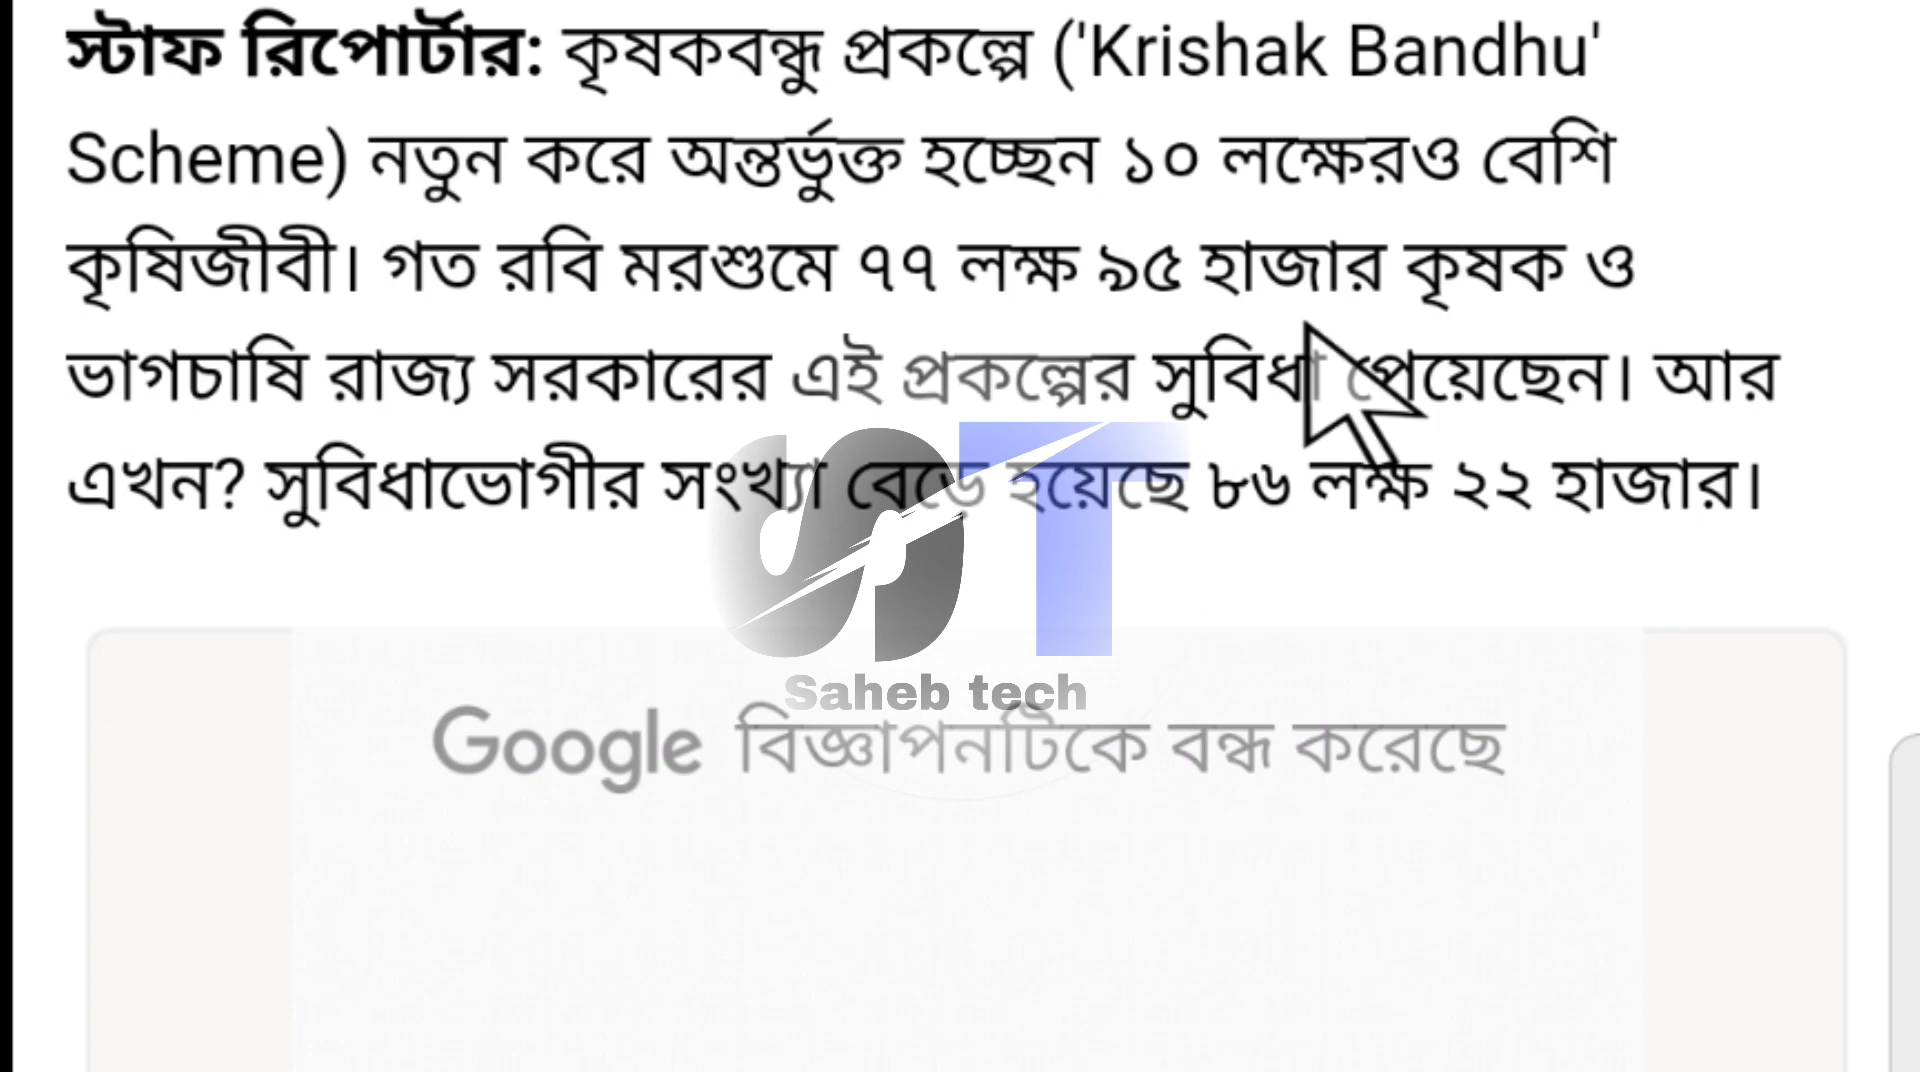 স্টাফ রিপোর্টার: কৃষকবন্ধু প্রকল্পে ('Krishak Bandhu'
Scheme) নতুন করে অন্তর্ভুক্ত হচ্ছেন ১০ লক্ষেরও বেশি
কৃষিজীবী। গত রবি মরশুমে ৭৭ লক্ষ ৯৫ হাজার কৃষক ও
ভাগচাষি রাজ্য সরকারের এই প্রকল্পের সুবিধা পেয়েছেন। আর
এখন? সুবিধাভোগীর সংখ্যা বেড়ে হয়েছে ৮৬ লক্ষ ২২ হাজার।
ST
Saheb tech
Google বিজ্ঞাপনটিকে বন্ধ করেছে